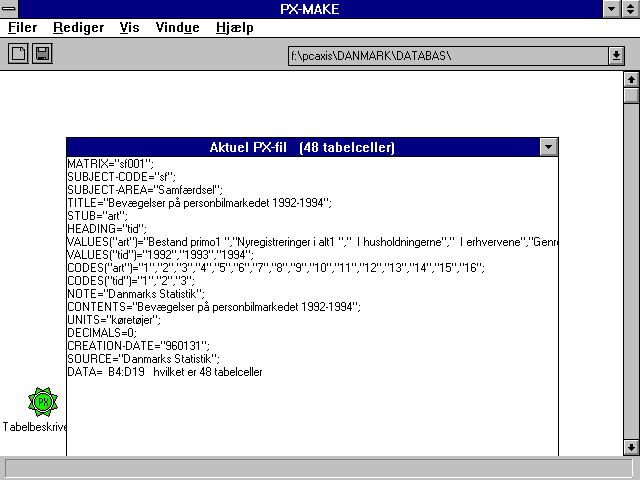 PX-MAKE
Filer Rediger Vis Vindue Hjælp
f:\pcaxis\DANMARK\DATABAS\
Aktuel PX-fil (48 tabelceller)
MATRIX="sf001";
SUBJECT-CODE="sf";
SUBJECT-AREA="Samfærdsel";
TITLE="Bevægelser på personbilmarkedet 1992-1994";
STUB="art";
HEADING="tid";
VALUES("art")="Bestand primo1 ","Nyregistreringer i alt1 "," I husholdningerne"," I erhvervene","Genre
VALUES("tid")="1992","1993","1994";
CODES("art")="1","2","3","4","5","6","7","8","9","10","11","12","13","14","15","16";
CODES("tid")="1","2","3";
NOTE="Danmarks Statistik";
CONTENTS="Bevægelser på personbilmarkedet 1992-1994";
UNITS="køretøjer";
DECIMALS=0;
CREATION-DATE="960131";
SOURCE="Danmarks Statistik";
DATA= B4:D19 hvilket er 48 tabelceller
PX
Tabelbeskrive